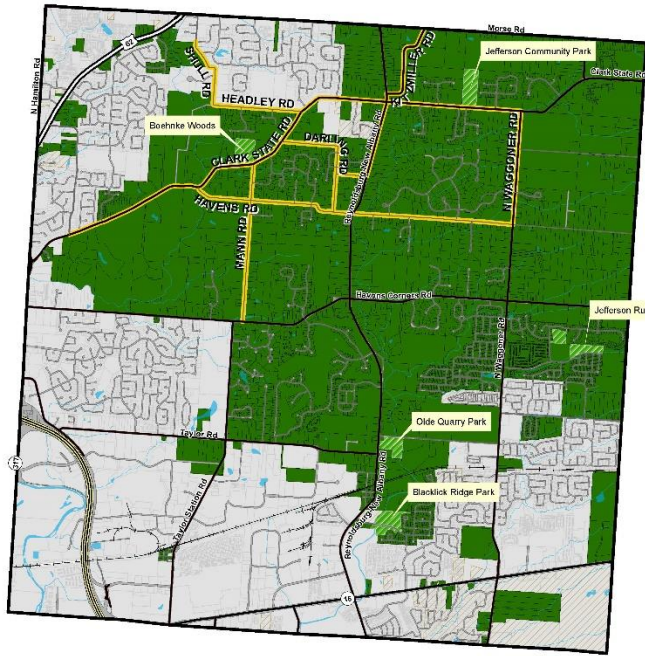 Morse Rd
N Hamilton Rd
62
SHULL RD
KITZMILLER RD
Jefferson Community Park
Clark State Rd
HEADLEY RD
Boehnke Woods
DARLING RD
CLARK STATE RD
Reynoldsburg-New Albany Rd
N WAGGONER RD
HAVENS RD
MANN RD
Havens Corners Rd
Jefferson Ru
N Waggoner Rd
Olde Quarry Park
Taylor Rd
Blacklick Ridge Park
Taylor Station Rd
Reynoldsburg-New Albany Rd
16